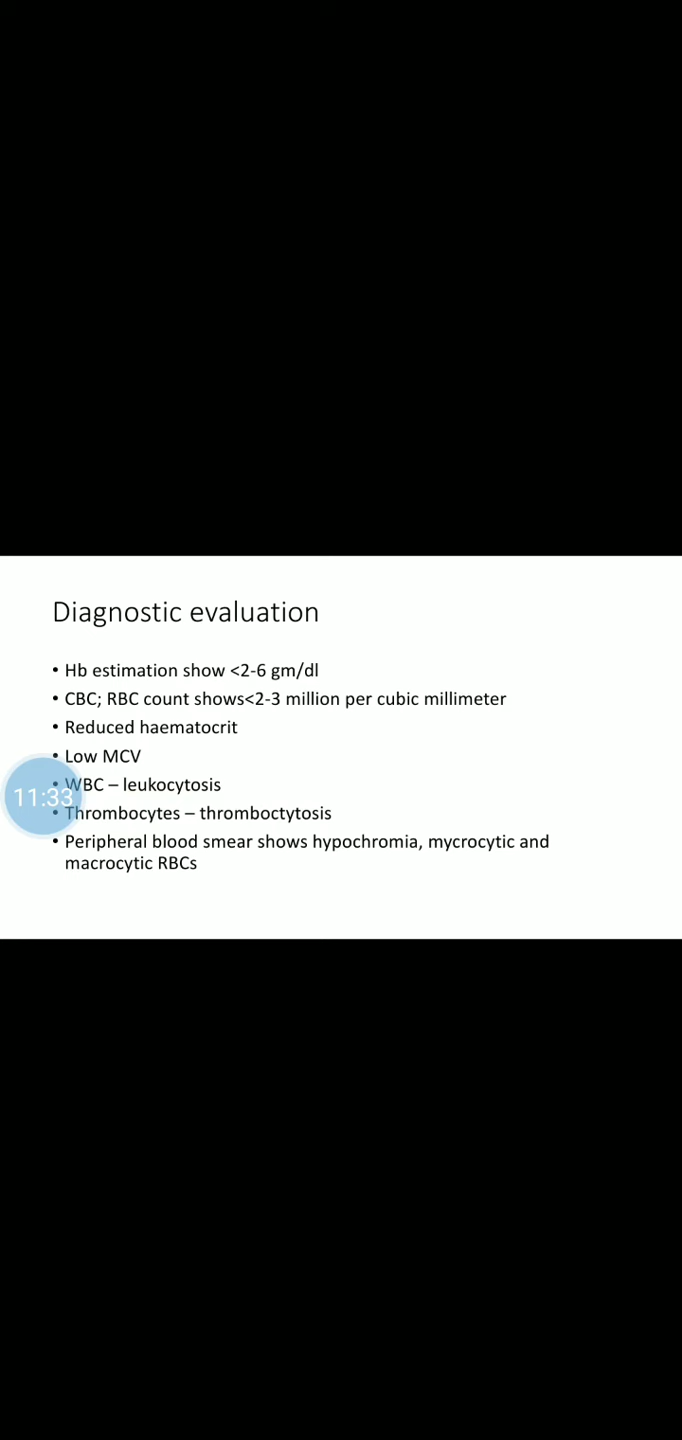 Diagnostic evaluation
• Hb estimation show <2-6 gm/dl
• CBC; RBC count shows<2-3 million per cubic millimeter
• Reduced haematocrit
• Low MCV
• WBC – leukocytosis
11:33
• Thrombocytes – thromboctytosis
• Peripheral blood smear shows hypochromia, mycrocytic and
macrocytic RBCs